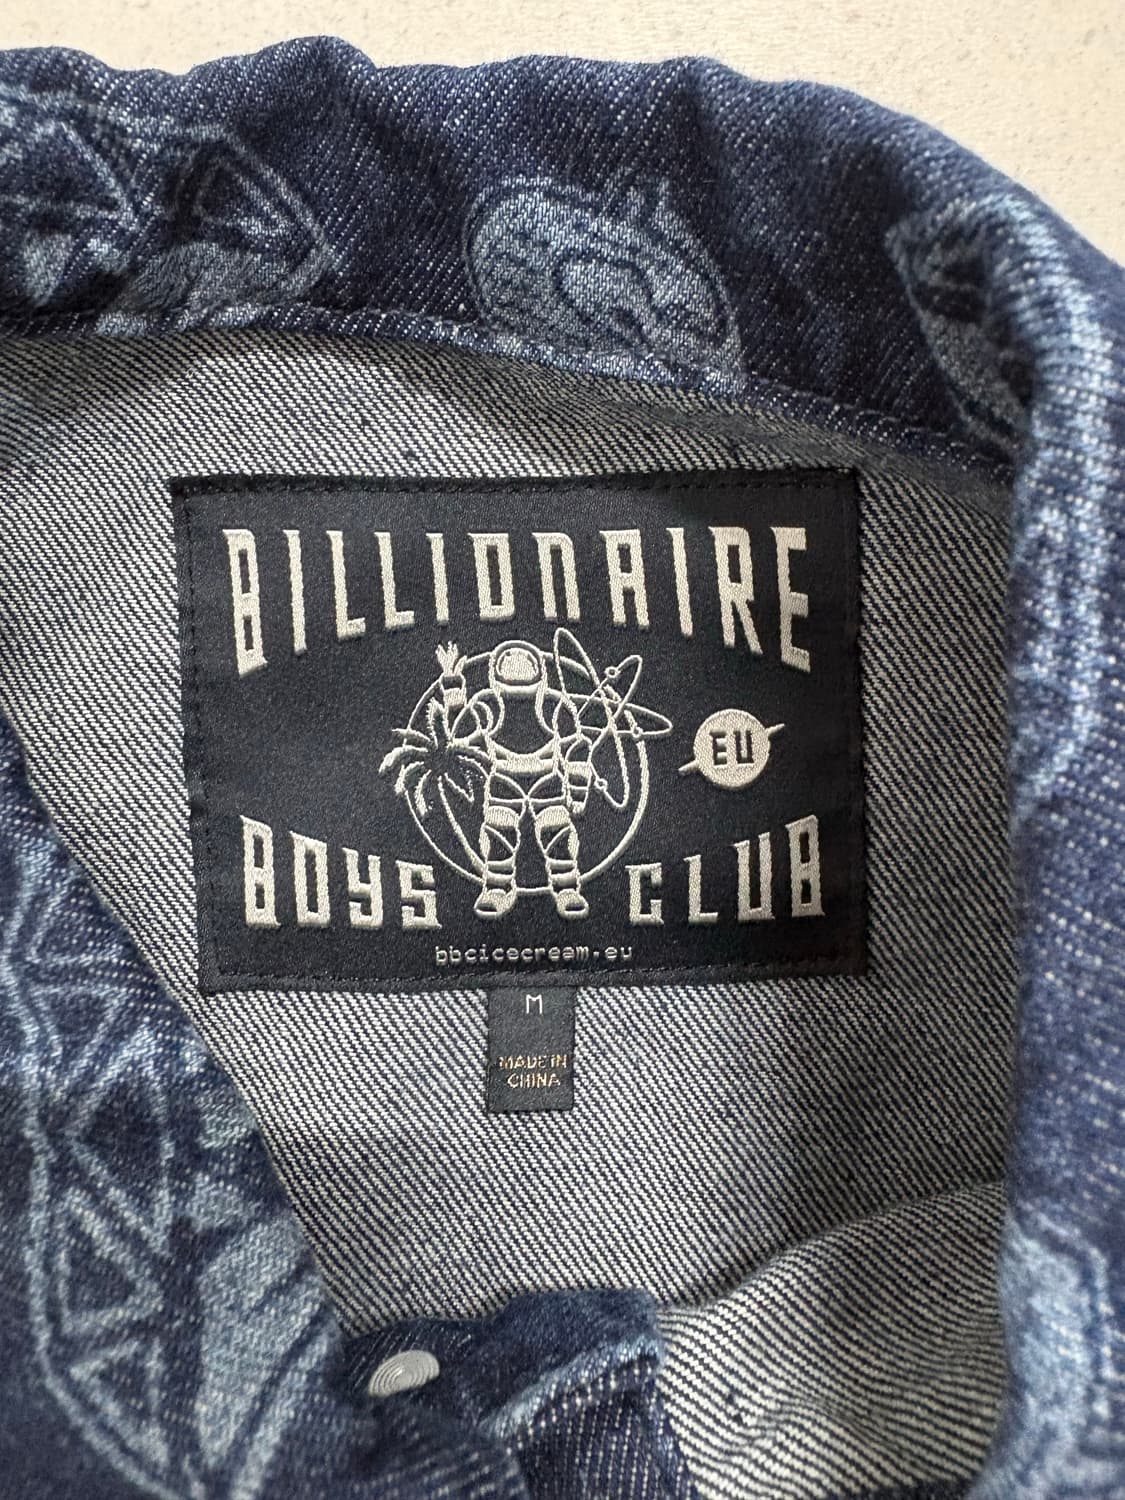 BILLIONAIRE
EU
BOYS CLUB
bbcicecream.eu
M
MADE IN
CHINA